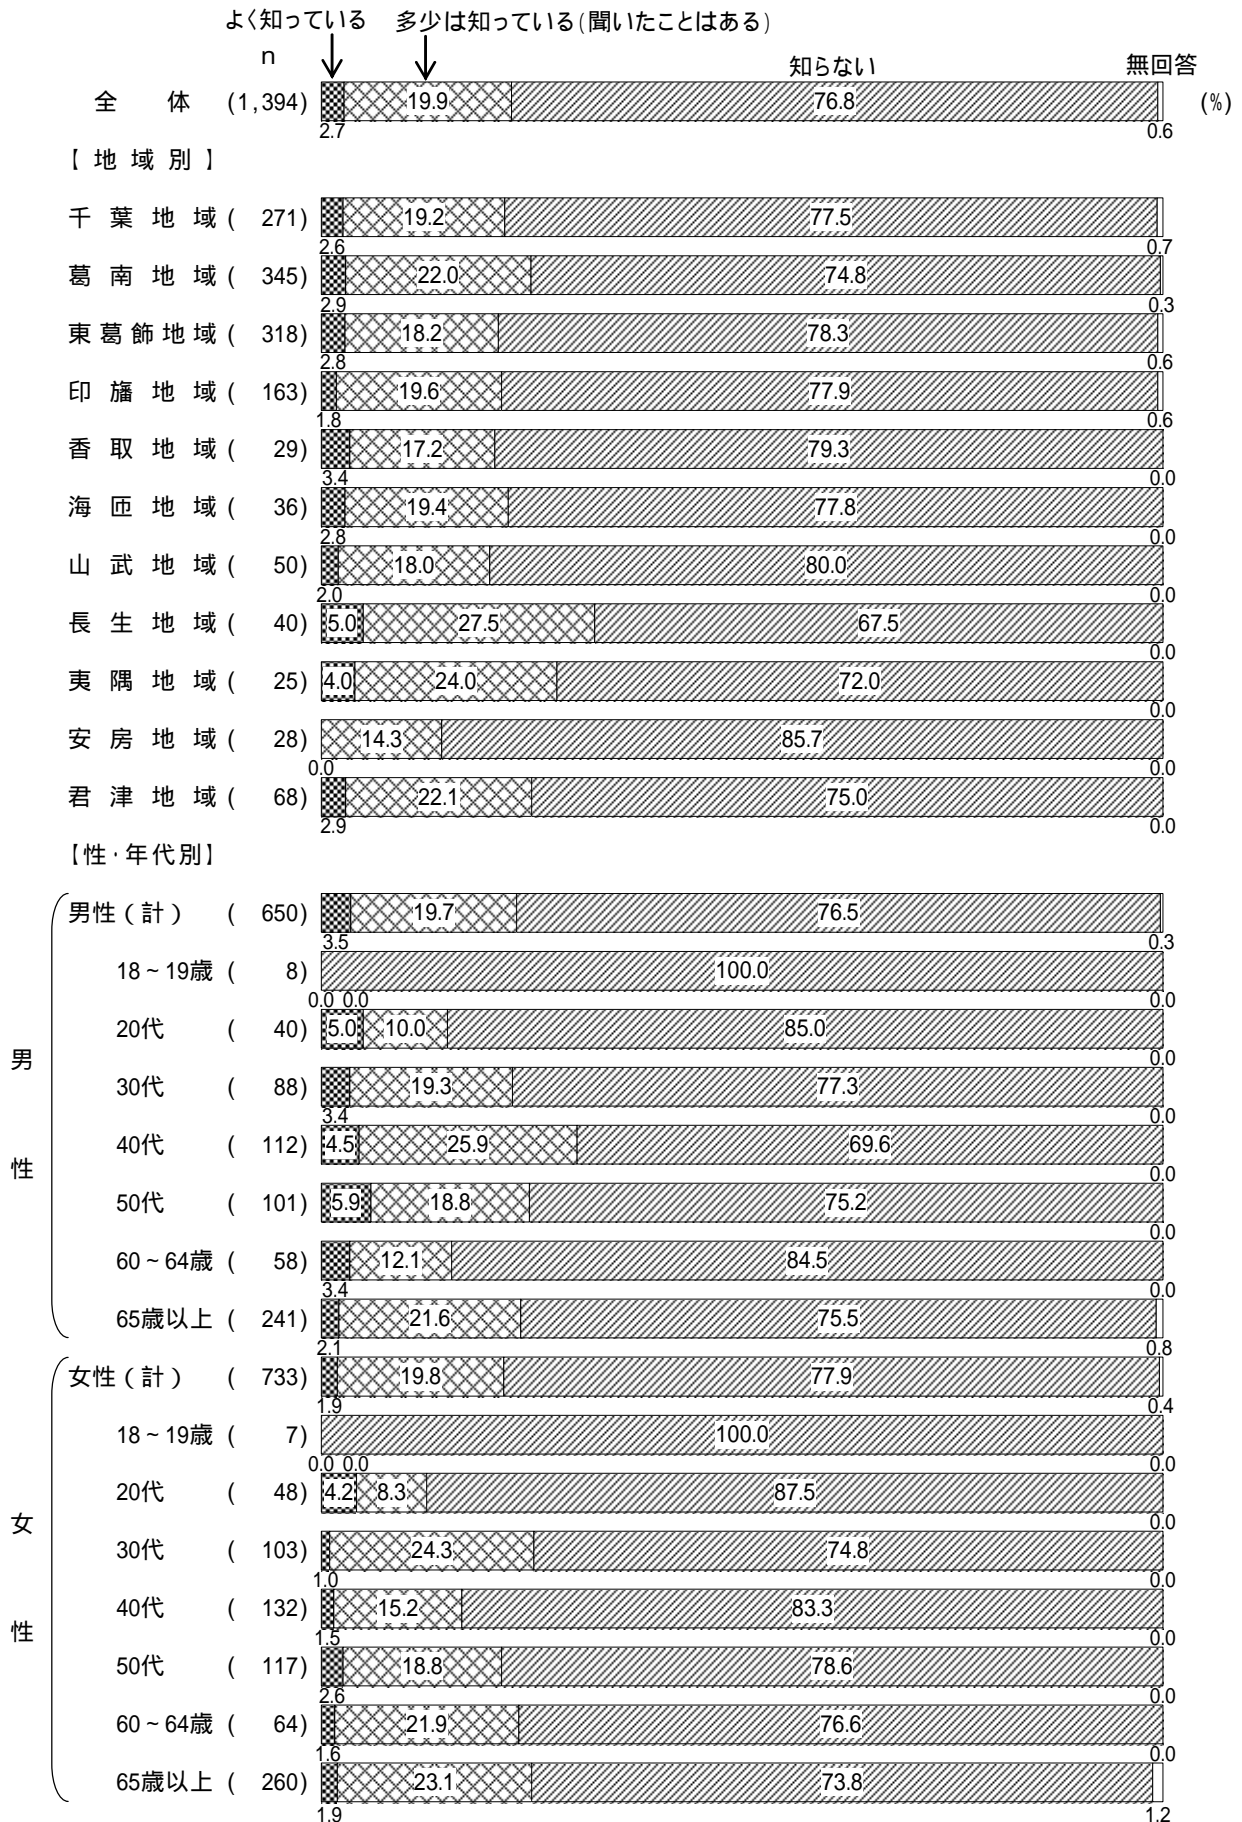 よく知っている 多少は知っている(聞いたことはある)
n 知らない 無回答
全体 (1,394) 19.9 76.8 (%)
2.7 0.6
【地域別】
千葉地域 ( 271) 19.2 77.5
2.6 0.7
葛南地域 ( 345) 22.0 74.8
2.9 0.3
東葛飾地域 ( 318) 18.2 78.3
2.8 0.6
印旛地域 ( 163) 19.6 77.9
1.8 0.6
香取地域 ( 29) 17.2 79.3
3.4 0.0
海匝地域 ( 36) 19.4 77.8
2.8 0.0
山武地域 ( 50) 18.0 80.0
2.0 0.0
長生地域 ( 40) 5.0 27.5 67.5
0.0
夷隅地域 ( 25) 4.0 24.0 72.0
0.0
安房地域 ( 28) 14.3 85.7
0.0 0.0
君津地域 ( 68) 22.1 75.0
2.9 0.0
【性・年代別】
男性(計) ( 650) 19.7 76.5
3.5 0.3
18~19歳 ( 8) 100.0
0.0 0.0 0.0
20代 ( 40) 5.0 10.0 85.0
0.0
男
30代 ( 88) 19.3 77.3
3.4 0.0
40代 ( 112) 4.5 25.9 69.6
性 0.0
50代 ( 101) 5.9 18.8 75.2
0.0
60~64歳 ( 58) 12.1 84.5
3.4 0.0
65歳以上 ( 241) 21.6 75.5
2.1 0.8
女性(計) ( 733) 19.8 77.9
1.9 0.4
18~19歳 ( 7) 100.0
0.0 0.0 0.0
20代 ( 48) 4.2 8.3 87.5
女 0.0
30代 ( 103) 24.3 74.8
1.0 0.0
40代 ( 132) 15.2 83.3
性
1.5 0.0
50代 ( 117) 18.8 78.6
2.6 0.0
60~64歳 ( 64) 21.9 76.6
1.6 0.0
65歳以上 ( 260) 23.1 73.8
1.9 1.2